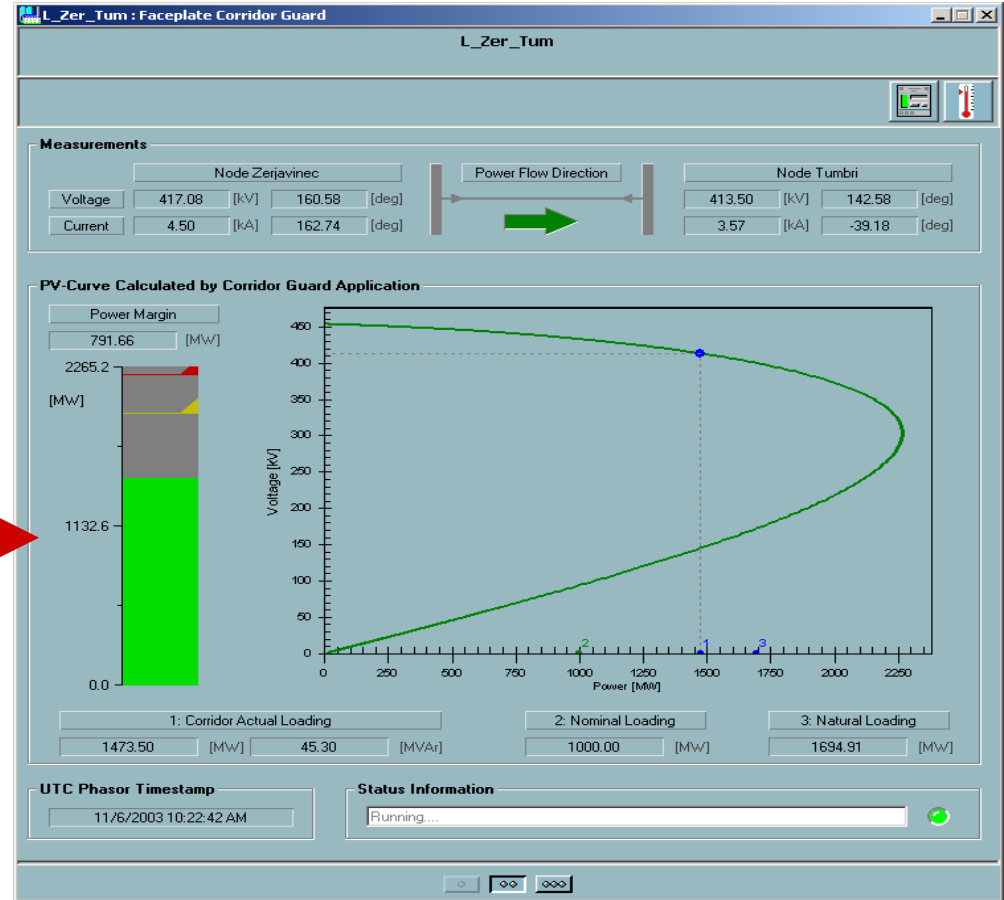 L_Zer_Tum : Faceplate Corridor Guard
L_Zer_Tum
Measurements
Node Zerjavinec
Power Flow Direction
Node Tumbri
Voltage 417.08 [kV] 160.58 [deg] 413.50 [kV] 142.58 [deg]
Current 4.50 [kA] 162.74 [deg] 3.57 [kA] -39.18 [deg]
PV-Curve Calculated by Corridor Guard Application
Power Margin
791.66 [MW]
2265.2
[MW]
1132.6
0.0
Voltage [kV]
450
400
350
300
250
200
150
100
50
0
2 1 3
0 250 500 750 1000 1250 1500 1750 2000 2250
Power [MW]
1: Corridor Actual Loading 2: Nominal Loading 3: Natural Loading
1473.50 [MW] 45.30 [MVAr] 1000.00 [MW] 1694.91 [MW]
UTC Phasor Timestamp
11/6/2003 10:22:42 AM
Status Information
Running....